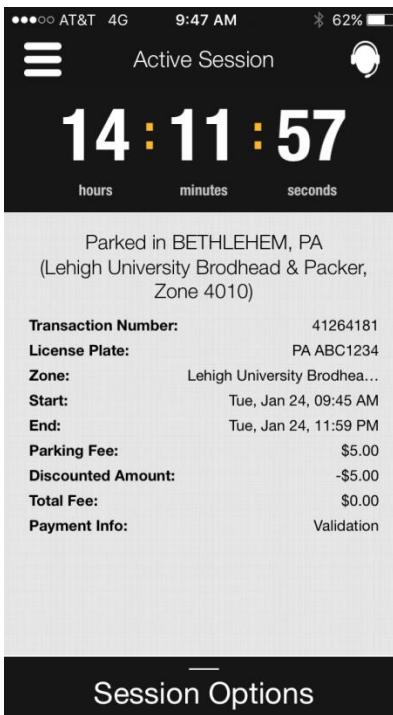 ●●●○○ AT&T 4G 9:47 AM 62%
Active Session
14 : 11 : 57
hours minutes seconds
Parked in BETHLEHEM, PA
(Lehigh University Brodhead & Packer,
Zone 4010)
Transaction Number: 41264181
License Plate: PA ABC1234
Zone: Lehigh University Brodhea...
Start: Tue, Jan 24, 09:45 AM
End: Tue, Jan 24, 11:59 PM
Parking Fee: $5.00
Discounted Amount: -$5.00
Total Fee: $0.00
Payment Info: Validation
Session Options